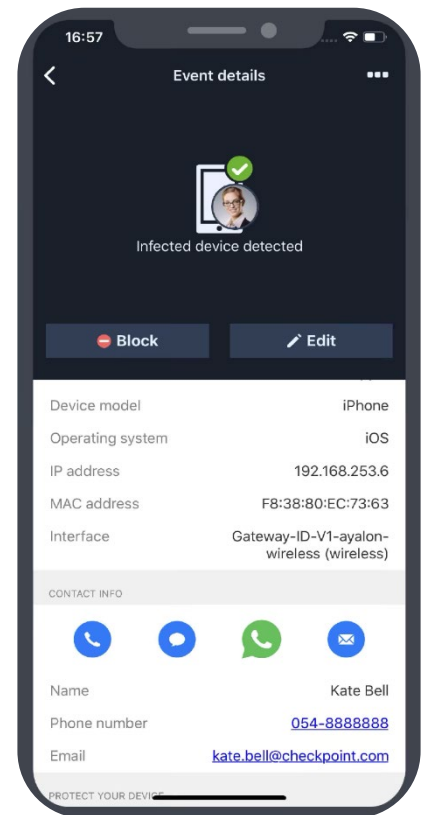 16:57
Event details
Infected device detected
Block
Edit
Device model iPhone
Operating system iOS
IP address 192.168.253.6
MAC address F8:38:80:EC:73:63
Interface Gateway-ID-V1-ayalon-
wireless (wireless)
CONTACT INFO
Name Kate Bell
Phone number 054-8888888
Email kate.bell@checkpoint.com
PROTECT YOUR DEVICE